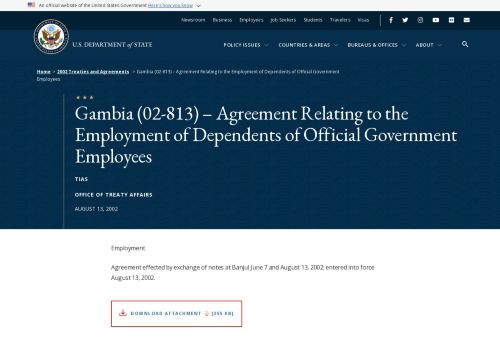 An official website of the United States Government Here's how you know
Newsroom Business Employers Job Seekers Students Travelers Visas
U.S. DEPARTMENT of STATE
POLICY ISSUES COUNTRIES & AREAS BUREAUS & OFFICES ABOUT
Home > 2002 Treaties and Agreements > Gambia (02-813) – Agreement Relating to the Employment of Dependents of Official Government
Employees
Gambia (02-813) – Agreement Relating to the
Employment of Dependents of Official Government
Employees
TIAS
OFFICE OF TREATY AFFAIRS
AUGUST 13, 2002
Employment
Agreement effected by exchange of notes at Banjul June 7 and August 13, 2002; entered into force
August 13, 2002.
DOWNLOAD ATTACHMENT [255 KB]